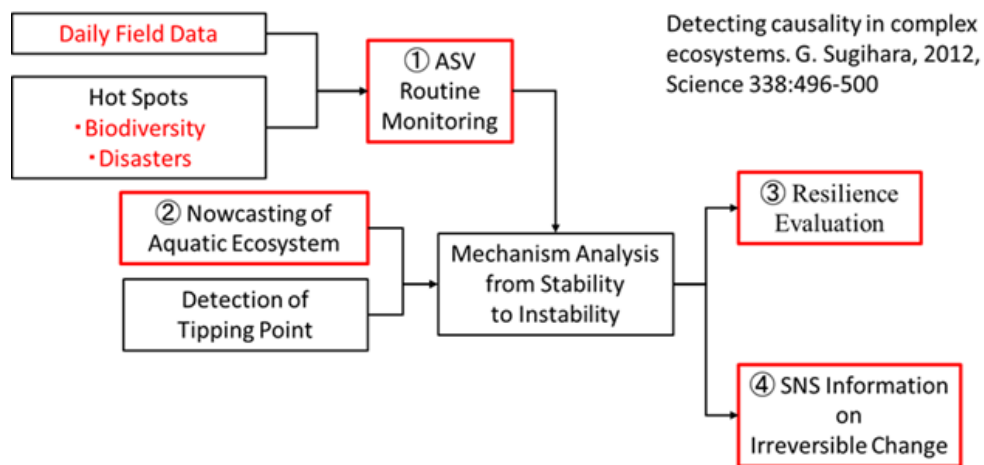 Daily Field Data
Hot Spots
・Biodiversity
・Disasters
① ASV
Routine
Monitoring
Detecting causality in complex
ecosystems. G. Sugihara, 2012,
Science 338:496-500
② Nowcasting of
Aquatic Ecosystem
Detection of
Tipping Point
Mechanism Analysis
from Stability
to Instability
③ Resilience
Evaluation
④ SNS Information
on
Irreversible Change